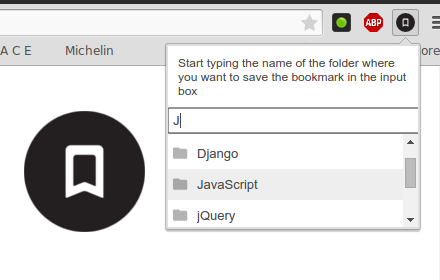 ABP
A C E Michelin ore
Start typing the name of the folder where
you want to save the bookmark in the input
box
J
Django
JavaScript
jQuery